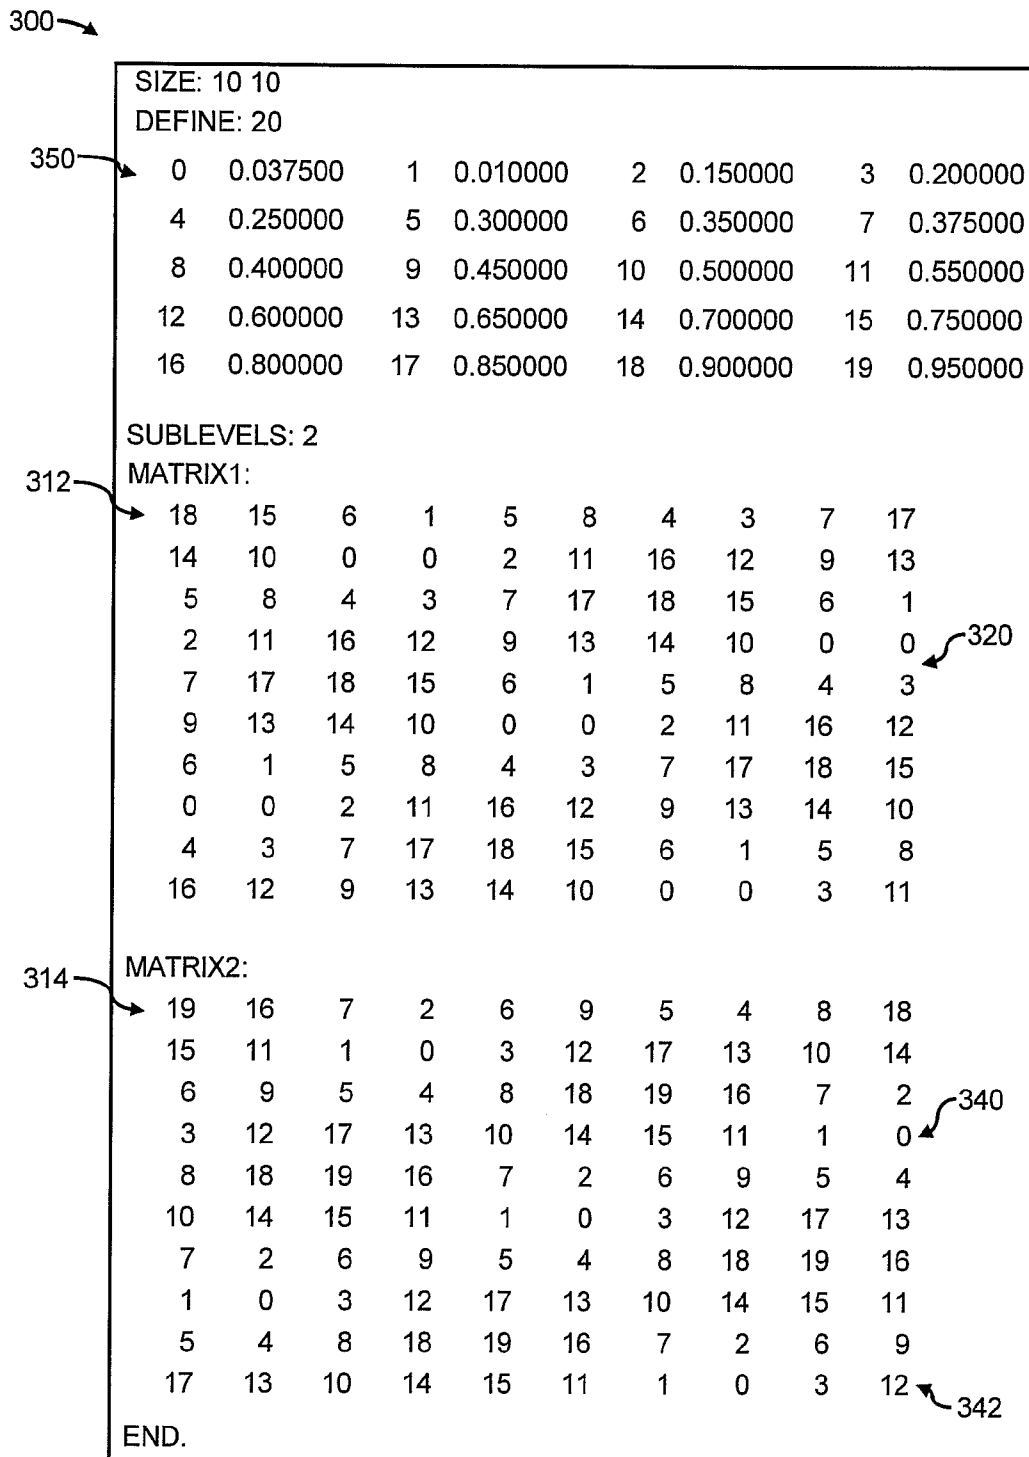 300
SIZE: 10 10
DEFINE: 20
350 0 0.037500 1 0.010000 2 0.150000 3 0.200000
4 0.250000 5 0.300000 6 0.350000 7 0.375000
8 0.400000 9 0.450000 10 0.500000 11 0.550000
12 0.600000 13 0.650000 14 0.700000 15 0.750000
16 0.800000 17 0.850000 18 0.900000 19 0.950000
SUBLEVELS: 2
MATRIX1:
312 18 15 6 1 5 8 4 3 7 17
14 10 0 0 2 11 16 12 9 13
5 8 4 3 7 17 18 15 6 1
2 11 16 12 9 13 14 10 0 0
320
7 17 18 15 6 1 5 8 4 3
9 13 14 10 0 0 2 11 16 12
6 1 5 8 4 3 7 17 18 15
0 0 2 11 16 12 9 13 14 10
4 3 7 17 18 15 6 1 5 8
16 12 9 13 14 10 0 0 3 11
MATRIX2:
314 19 16 7 2 6 9 5 4 8 18
15 11 1 0 3 12 17 13 10 14
6 9 5 4 8 18 19 16 7 2
340
3 12 17 13 10 14 15 11 1 0
8 18 19 16 7 2 6 9 5 4
10 14 15 11 1 0 3 12 17 13
7 2 6 9 5 4 8 18 19 16
1 0 3 12 17 13 10 14 15 11
5 4 8 18 19 16 7 2 6 9
17 13 10 14 15 11 1 0 3 12
342
END.